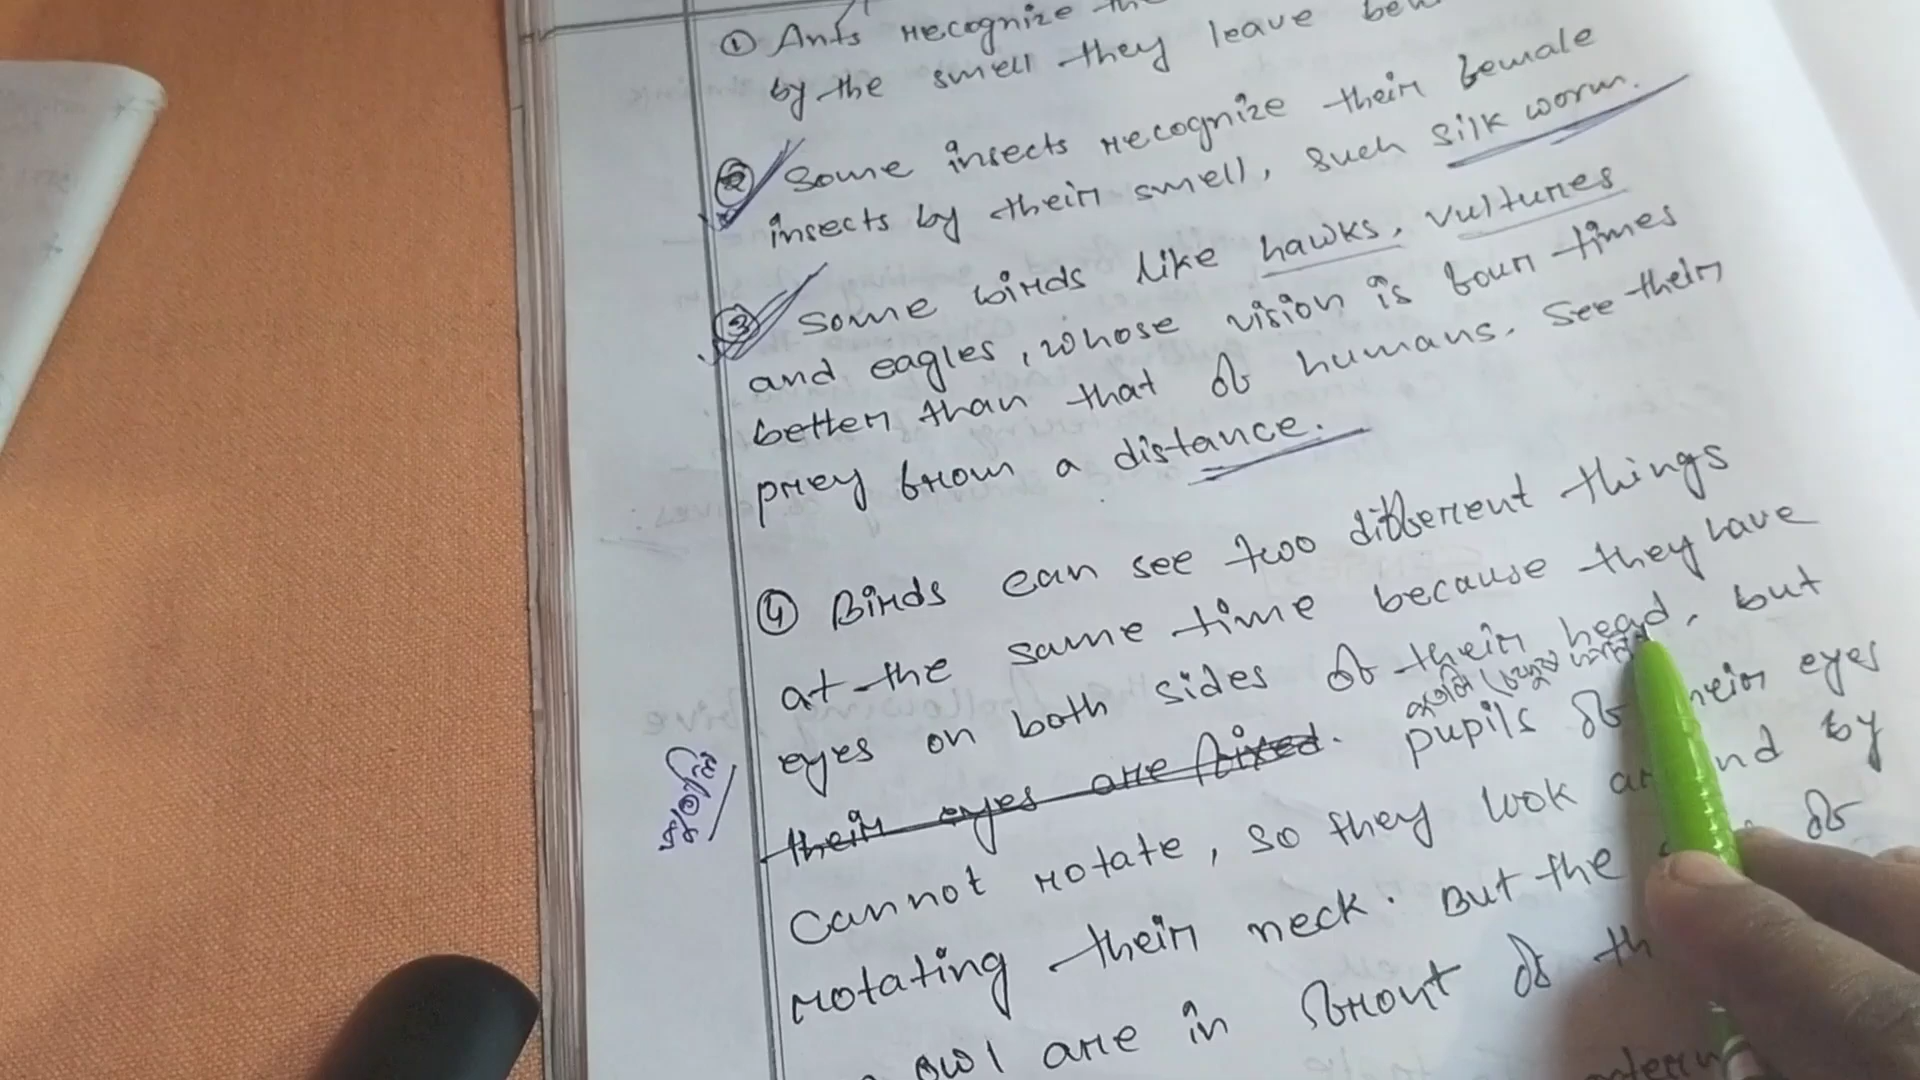 ① Ants recognize
by the smell they leave
② Some insects recognize their female
insects by their smell, such silk worm.
③ Some birds like hawks, vultures
and eagles, whose vision is four times
better than that of humans. See their
prey from a distance.
④ Birds can see two different things
at the same time because they have
eyes on both sides of their head, but
their eyes are fixed. pupils of their eyes
cannot rotate, so they look around by
rotating their neck. But the of
owl are in front of